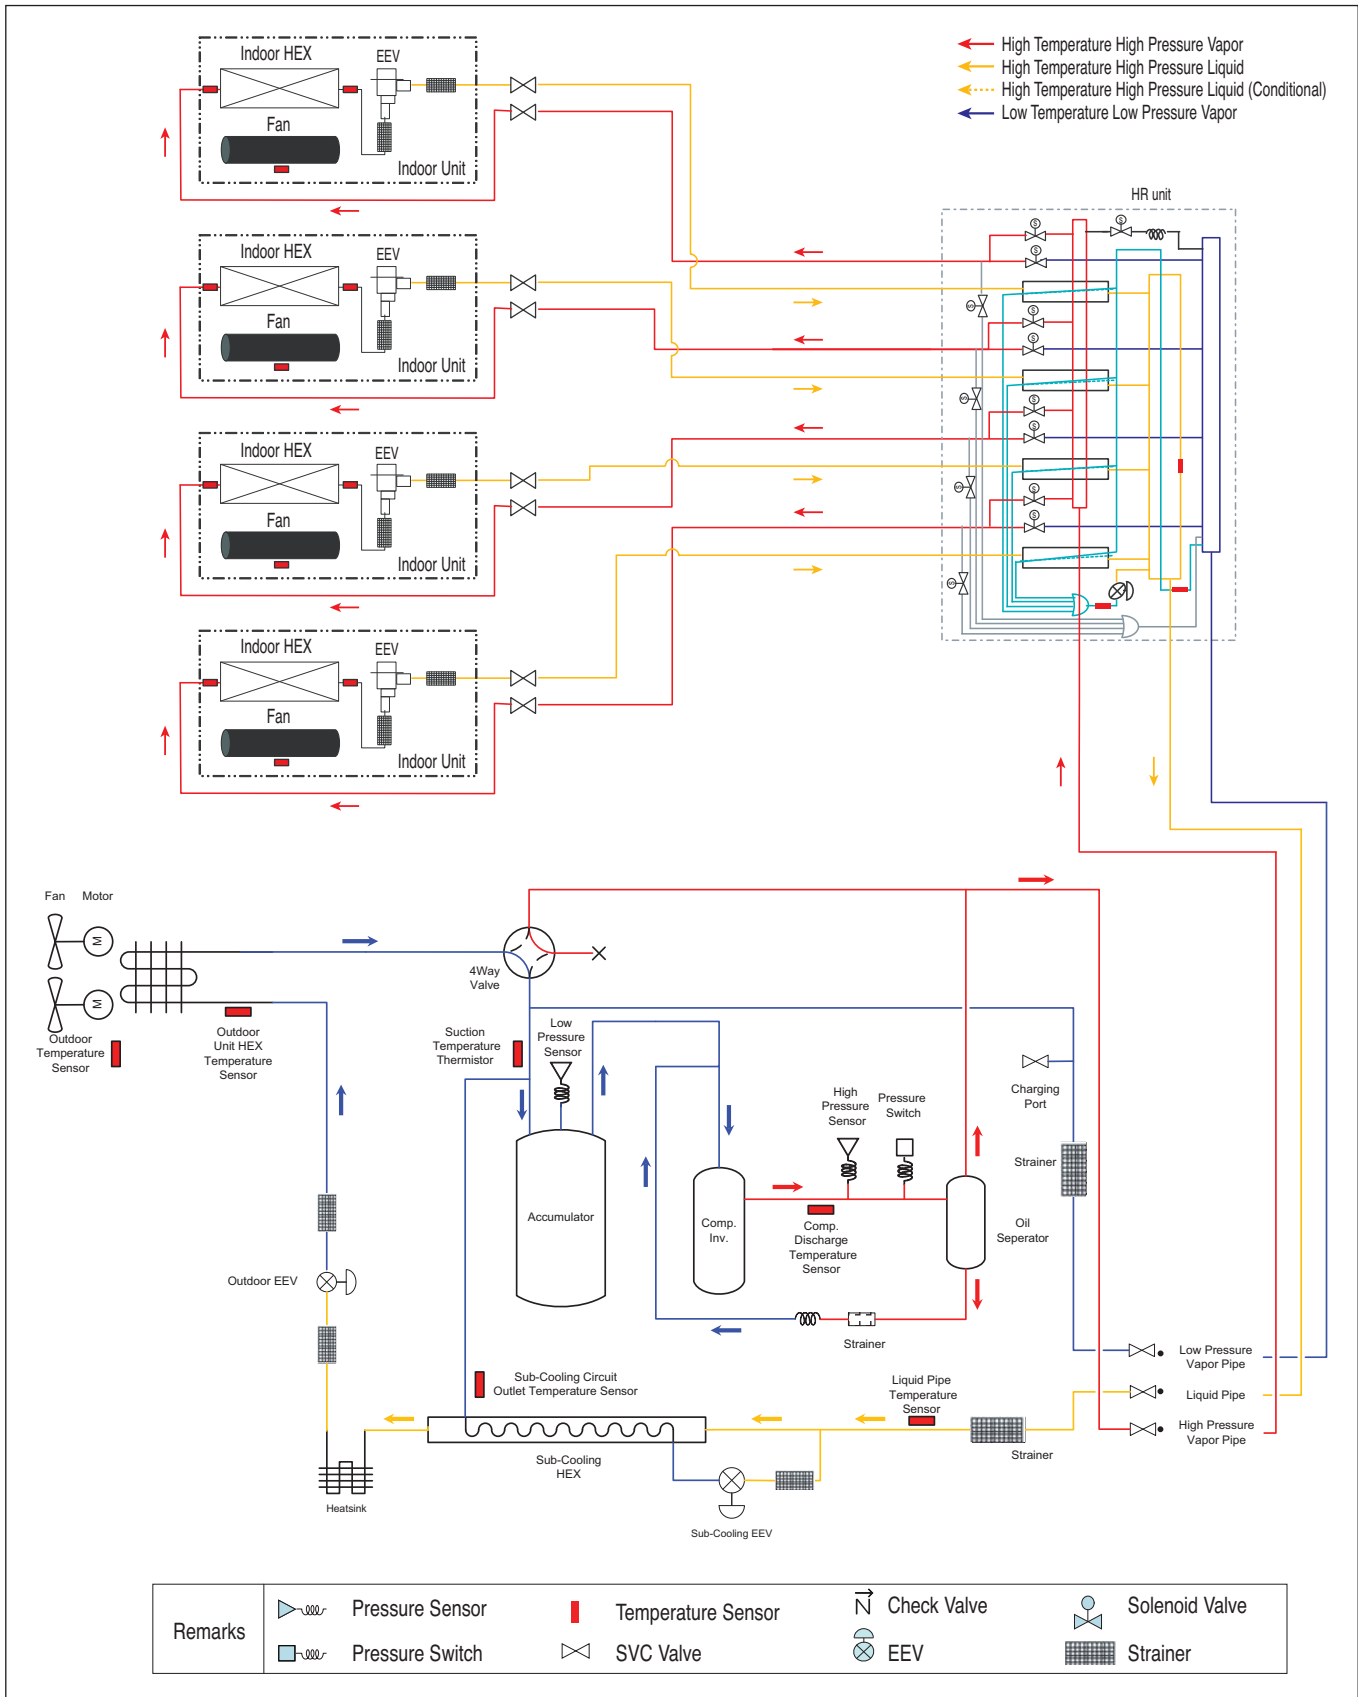 High Temperature High Pressure Vapor
High Temperature High Pressure Liquid
High Temperature High Pressure Liquid (Conditional)
Low Temperature Low Pressure Vapor
Indoor HEX
EEV
Fan
Indoor Unit
HR unit
S
S
S
S
S
S
S
S
S
S
S
S
S
Indoor HEX
EEV
Fan
Indoor Unit
Indoor HEX
EEV
Fan
Indoor Unit
Indoor HEX
EEV
Fan
Indoor Unit
Fan
Motor
M
M
4Way
Valve
Outdoor
Temperature
Sensor
Outdoor
Unit HEX
Temperature
Sensor
Suction
Temperature
Thermistor
Low
Pressure
Sensor
High
Pressure
Sensor
Pressure
Switch
Charging
Port
Strainer
Accumulator
Comp.
Inv.
Comp.
Discharge
Temperature
Sensor
Oil
Seperator
Outdoor EEV
Strainer
Sub-Cooling Circuit
Outlet Temperature Sensor
Liquid Pipe
Temperature
Sensor
Low Pressure
Vapor Pipe
Liquid Pipe
High Pressure
Vapor Pipe
Strainer
Sub-Cooling
HEX
Heatsink
Sub-Cooling EEV
Remarks
Pressure Sensor
Temperature Sensor
Check Valve
Solenoid Valve
Pressure Switch
SVC Valve
EEV
Strainer